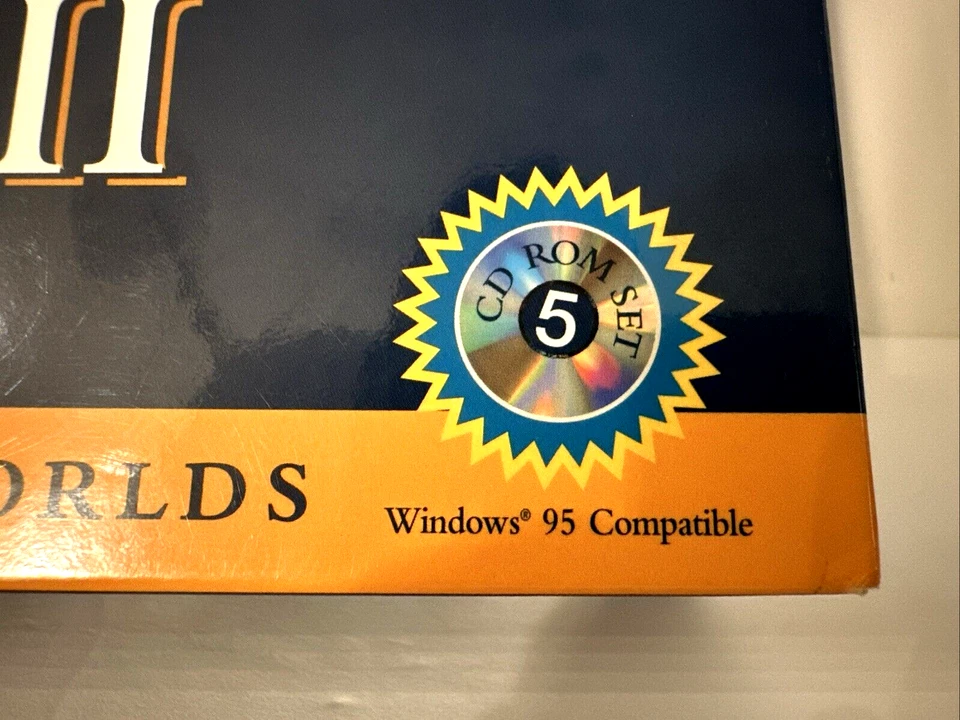 II
CD ROM SET
5
ORLDS
Windows® 95 Compatible